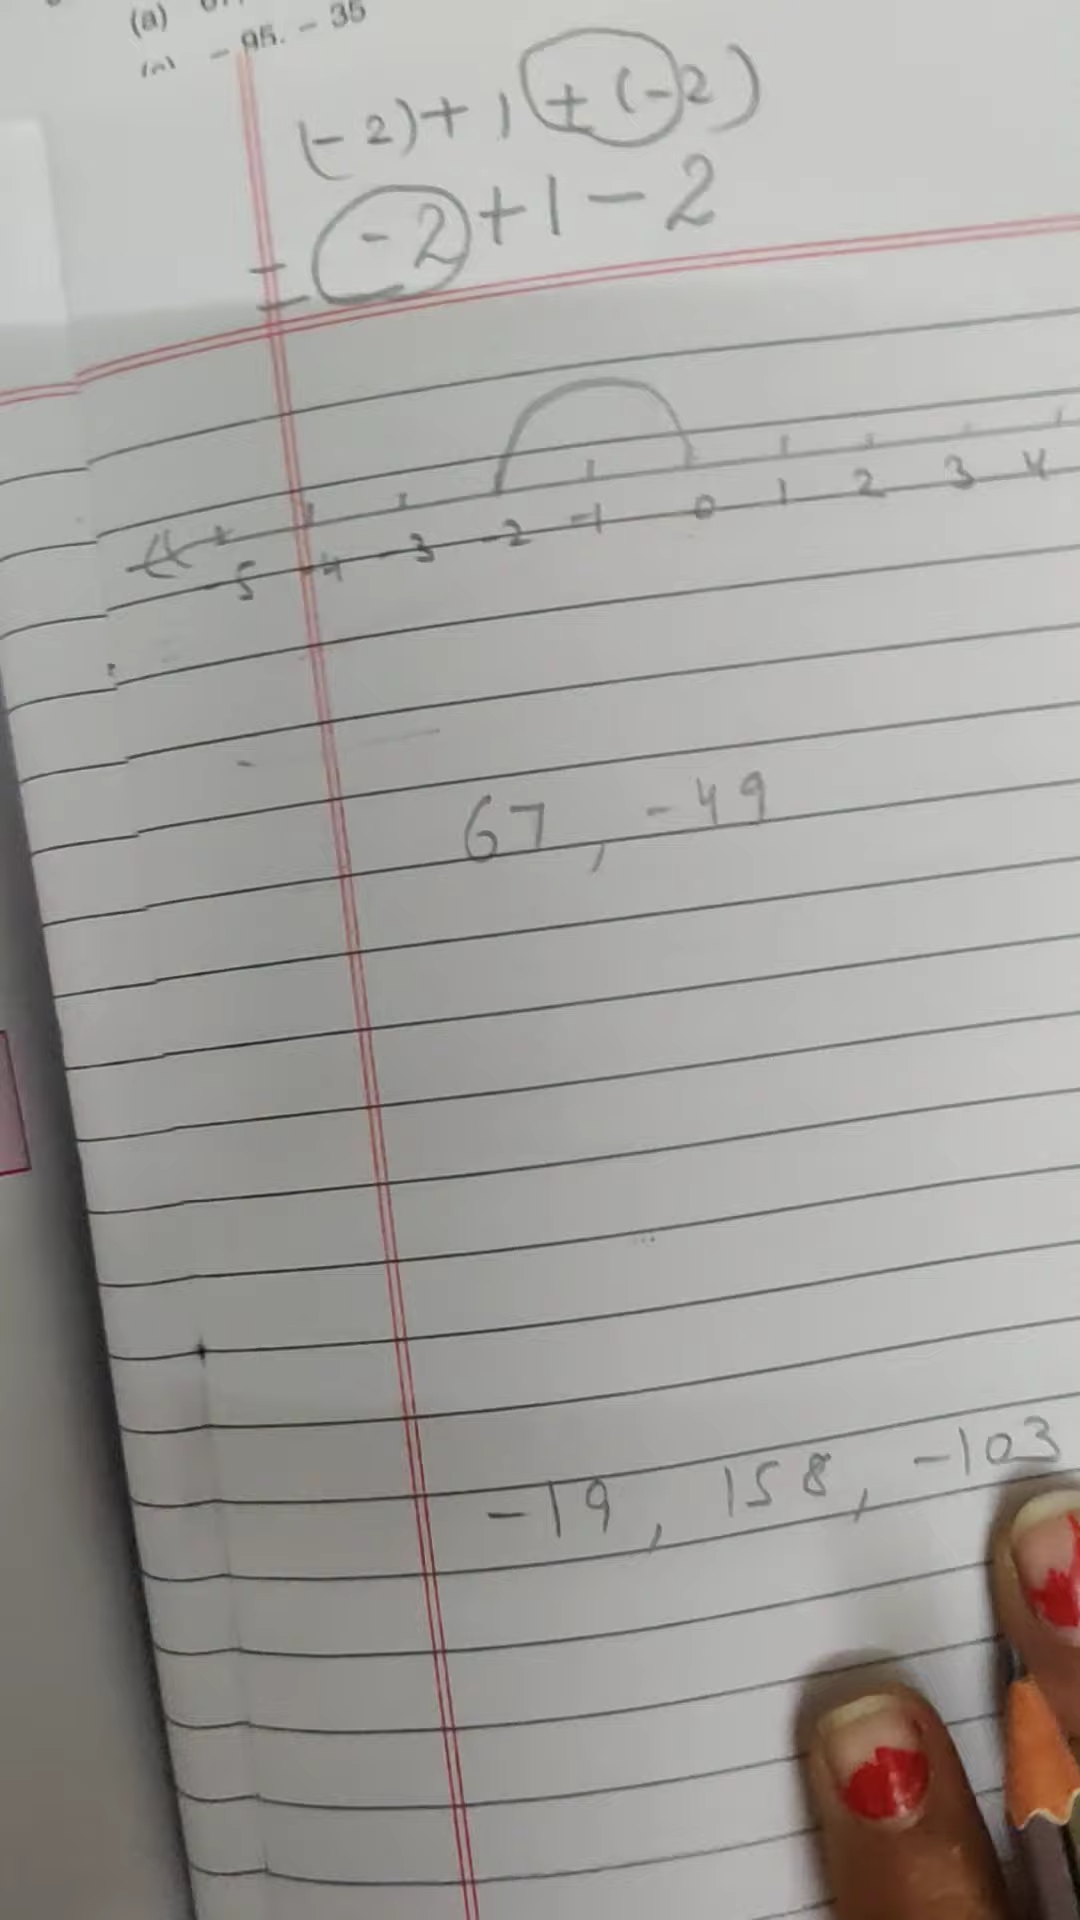 (a)
- 95. - 35
(-2)+1+(-2)
= -2+1-2
5 -4 -3 -2 -1 0 1 2 3 4
67, -49
-19, 158, -103